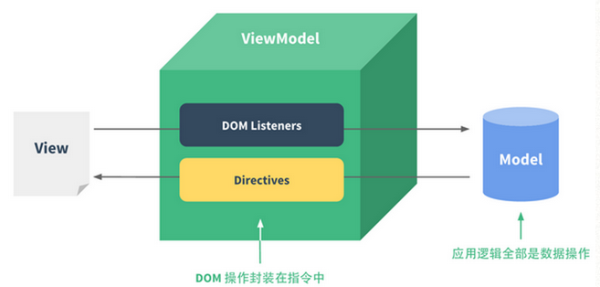 ViewModel
DOM Listeners
View
Model
Directives
应用逻辑全部是数据操作
DOM 操作封装在指令中